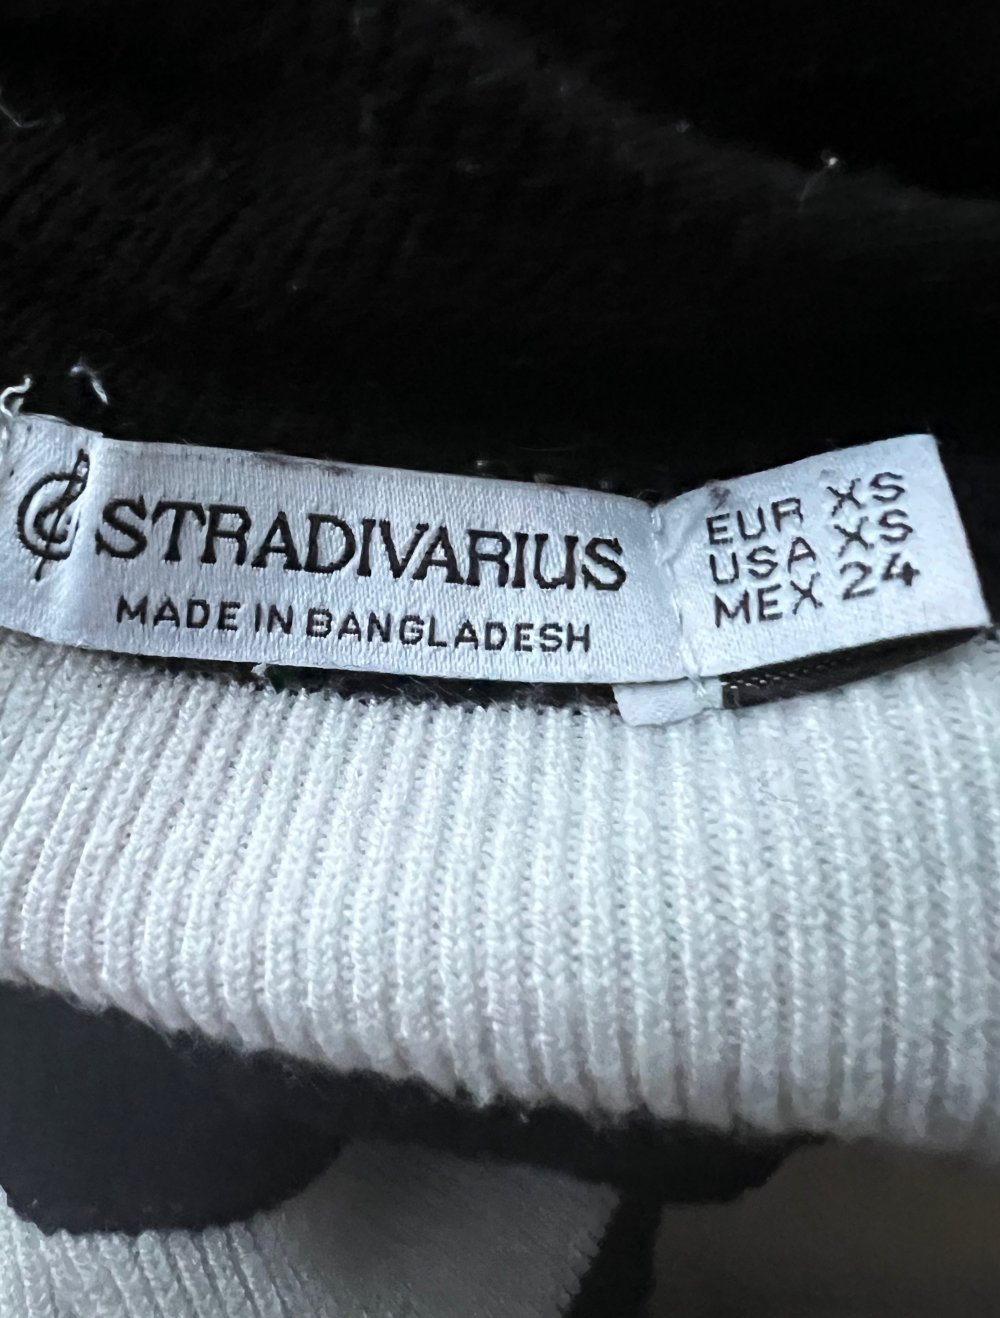 STRADIVARIUS
MADE IN BANGLADESH
EUR XS
USA XS
MEX 24